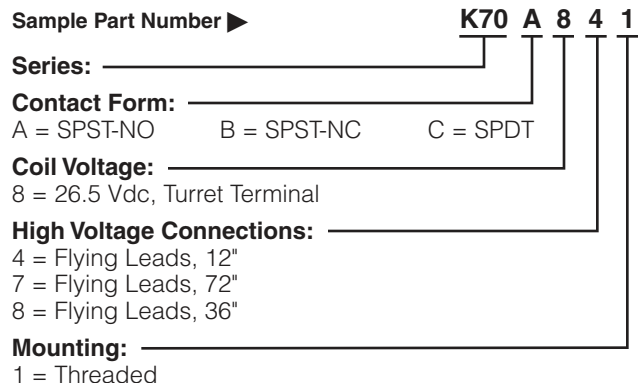 Sample Part Number ▶ K70 A 8 4 1
Series:
Contact Form:
A = SPST-NO B = SPST-NC C = SPDT
Coil Voltage:
8 = 26.5 Vdc, Turret Terminal
High Voltage Connections:
4 = Flying Leads, 12"
7 = Flying Leads, 72"
8 = Flying Leads, 36"
Mounting:
1 = Threaded